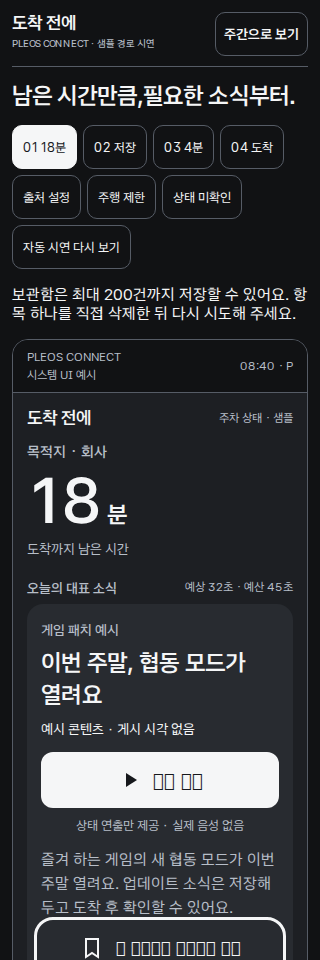 도착 전에
PLEOS CONNECT · 샘플 경로 시연
주간으로 보기
남은 시간만큼,필요한 소식부터.
01 18분
02 저장
03 4분
04 도착
출처 설정
주행 제한
상태 미확인
자동 시연 다시 보기
보관함은 최대 200건까지 저장할 수 있어요. 항
목 하나를 직접 삭제한 뒤 다시 시도해 주세요.
PLEOS CONNECT
시스템 UI 예시
08:40 · P
도착 전에
주차 상태 · 샘플
목적지 · 회사
18 분
도착까지 남은 시간
오늘의 대표 소식
예상 32초 · 예산 45초
게임 패치 예시
이번 주말, 협동 모드가
열려요
예시 콘텐츠 · 게시 시각 없음
상태 연출만 제공 · 실제 음성 없음
즐겨 하는 게임의 새 협동 모드가 이번
주말 열려요. 업데이트 소식은 저장해
두고 도착 후 확인할 수 있어요.